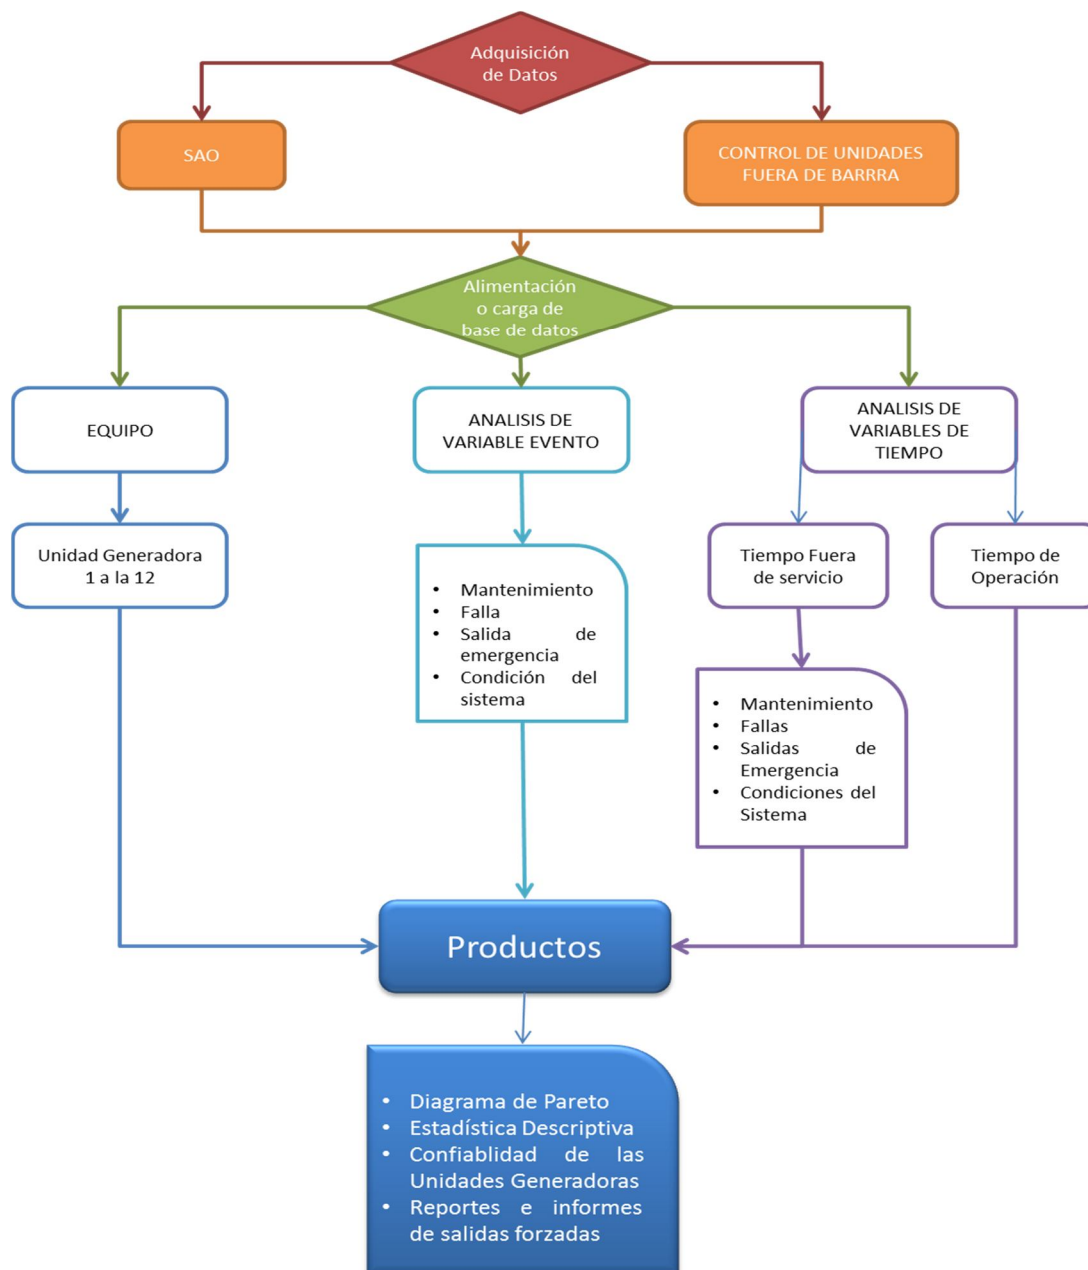 Adquisición
de Datos
SAO
CONTROL DE UNIDADES
FUERA DE BARRRA
Alimentación
o carga de
base de datos
EQUIPO
ANALISIS DE
VARIABLE EVENTO
ANALISIS DE
VARIABLES DE
TIEMPO
Unidad Generadora
1 a la 12
• Mantenimiento
• Falla
• Salida de
emergencia
• Condición del
sistema
Tiempo Fuera
de servicio
Tiempo de
Operación
• Mantenimiento
• Fallas
• Salidas de
Emergencia
• Condiciones del
Sistema
Productos
• Diagrama de Pareto
• Estadística Descriptiva
• Confiablidad de las
Unidades Generadoras
• Reportes e informes
de salidas forzadas